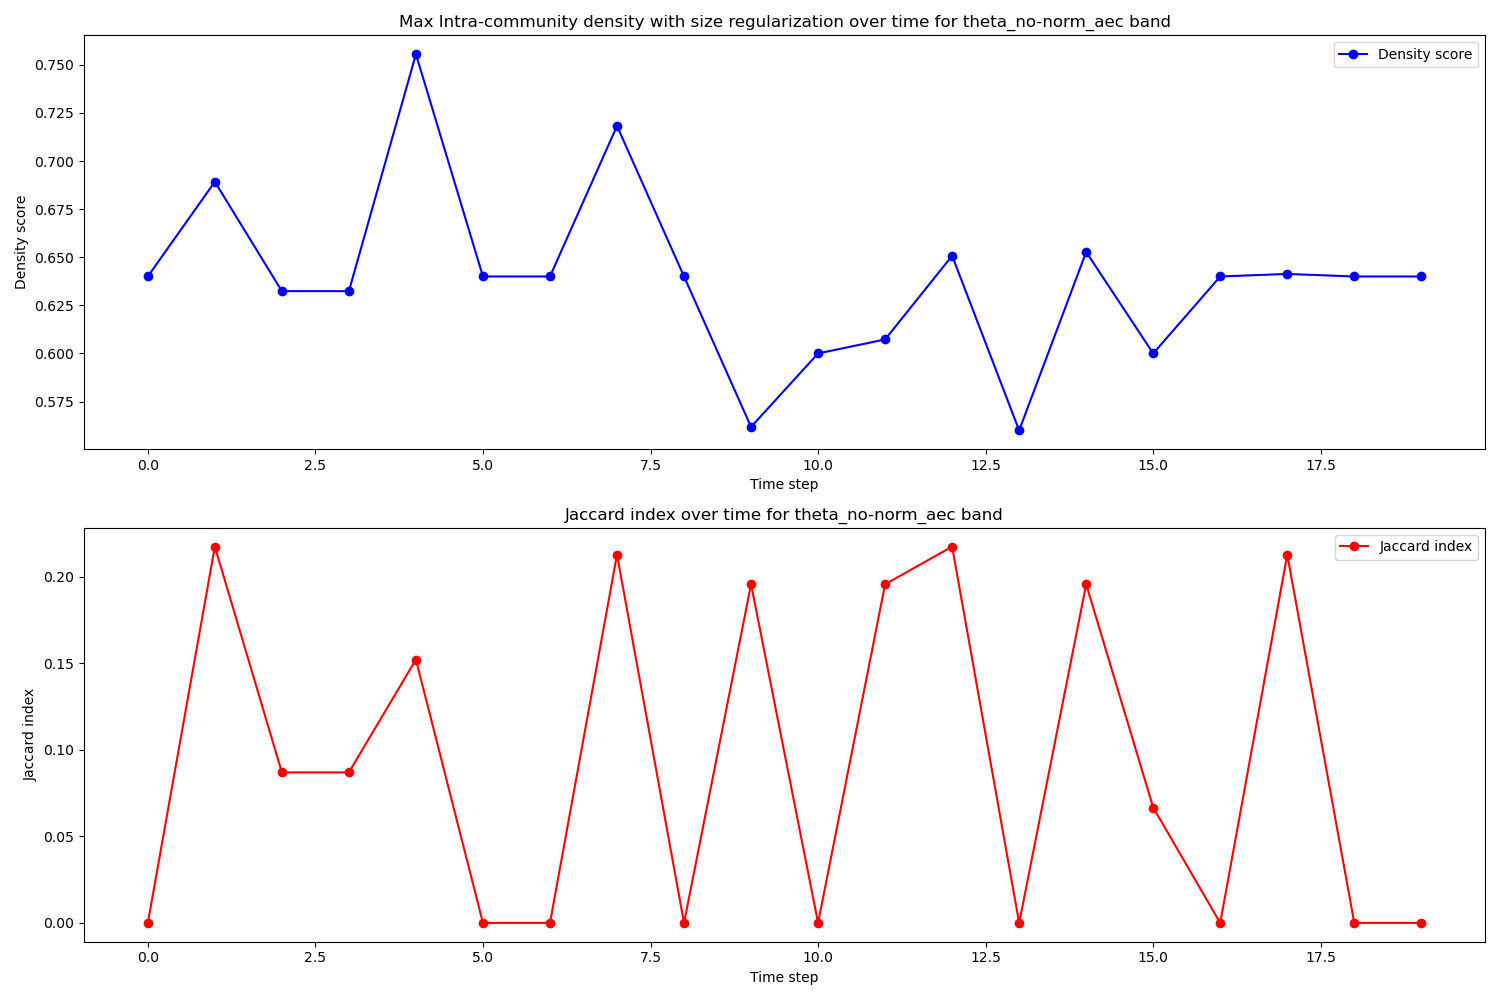 Max Intra-community density with size regularization over time for theta_no-norm_aec band
Density score
0.750
0.725
0.700
0.675
0.650
0.625
0.600
0.575
Density score
0.0 2.5 5.0 7.5 10.0 12.5 15.0 17.5
Time step
Jaccard index over time for theta_no-norm_aec band
Jaccard index
0.20
0.15
0.10
0.05
0.00
Jaccard index
0.0 2.5 5.0 7.5 10.0 12.5 15.0 17.5
Time step